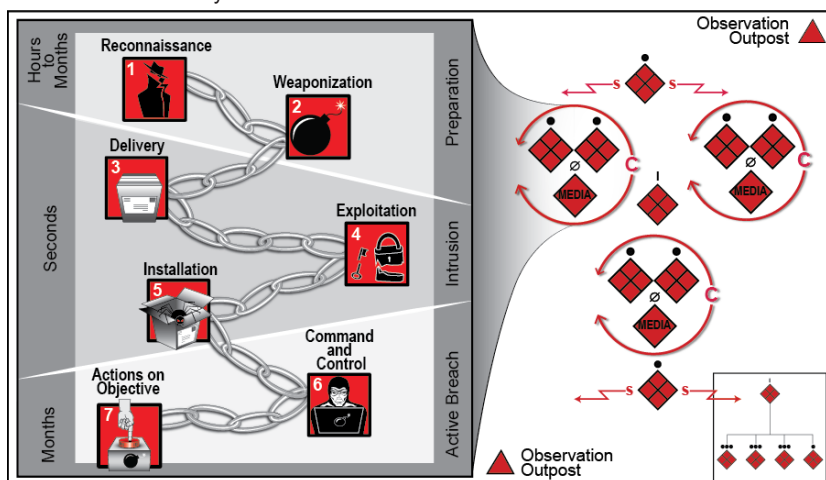 Hours
to
Months
Seconds
Months
Reconnaissance
1
Weaponization
2
Delivery
3
Exploitation
4
Installation
5
Command
and
Control
6
Actions on
Objective
7
Preparation
Intrusion
Active Breach
Observation
Outpost
S
S
C
MEDIA
C
MEDIA
I
C
MEDIA
S
S
Observation
Outpost
I